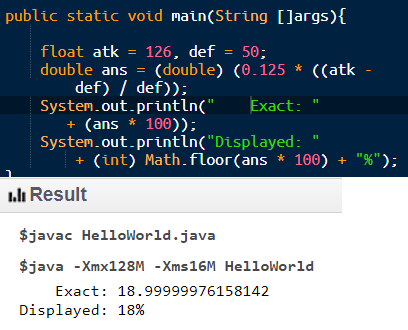 public static void main(String []args){
float atk = 126, def = 50;
double ans = (double) (0.125 * ((atk -
def) / def));
System.out.println("    Exact: "
+ (ans * 100));
System.out.println("Displayed: "
+ (int) Math.floor(ans * 100) + "%");
}
Result
$javac HelloWorld.java
$java -Xmx128M -Xms16M HelloWorld
    Exact: 18.99999976158142
Displayed: 18%